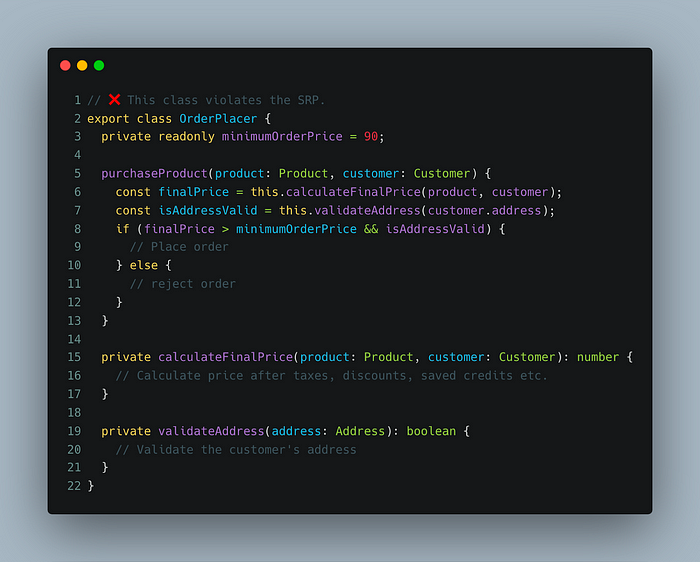 1 // ❌ This class violates the SRP.
2 export class OrderPlacer {
3   private readonly minimumOrderPrice = 90;
4
5   purchaseProduct(product: Product, customer: Customer) {
6     const finalPrice = this.calculateFinalPrice(product, customer);
7     const isAddressValid = this.validateAddress(customer.address);
8     if (finalPrice > minimumOrderPrice && isAddressValid) {
9       // Place order
10     } else {
11       // reject order
12     }
13   }
14
15   private calculateFinalPrice(product: Product, customer: Customer): number {
16     // Calculate price after taxes, discounts, saved credits etc.
17   }
18
19   private validateAddress(address: Address): boolean {
20     // Validate the customer's address
21   }
22 }